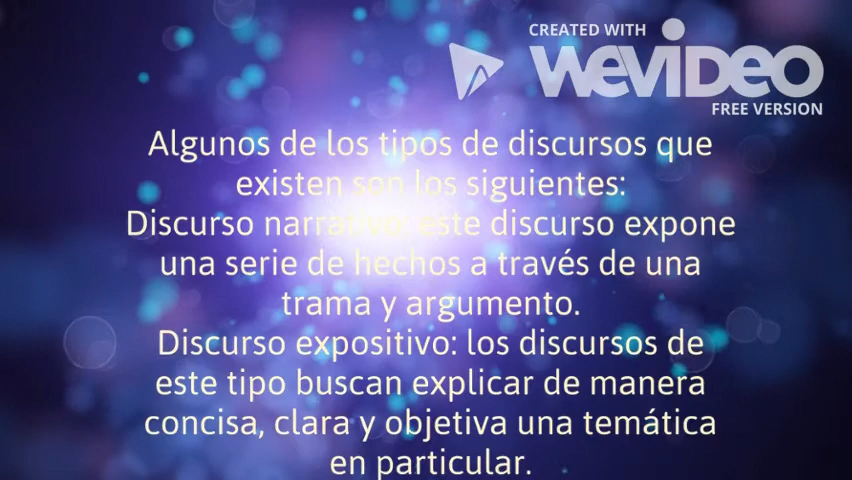 CREATED WITH
WEVIDEO
FREE VERSION
Algunos de los tipos de discursos que
existen son los siguientes:
Discurso narrativo: este discurso expone
una serie de hechos a través de una
trama y argumento.
Discurso expositivo: los discursos de
este tipo buscan explicar de manera
concisa, clara y objetiva una temática
en particular.